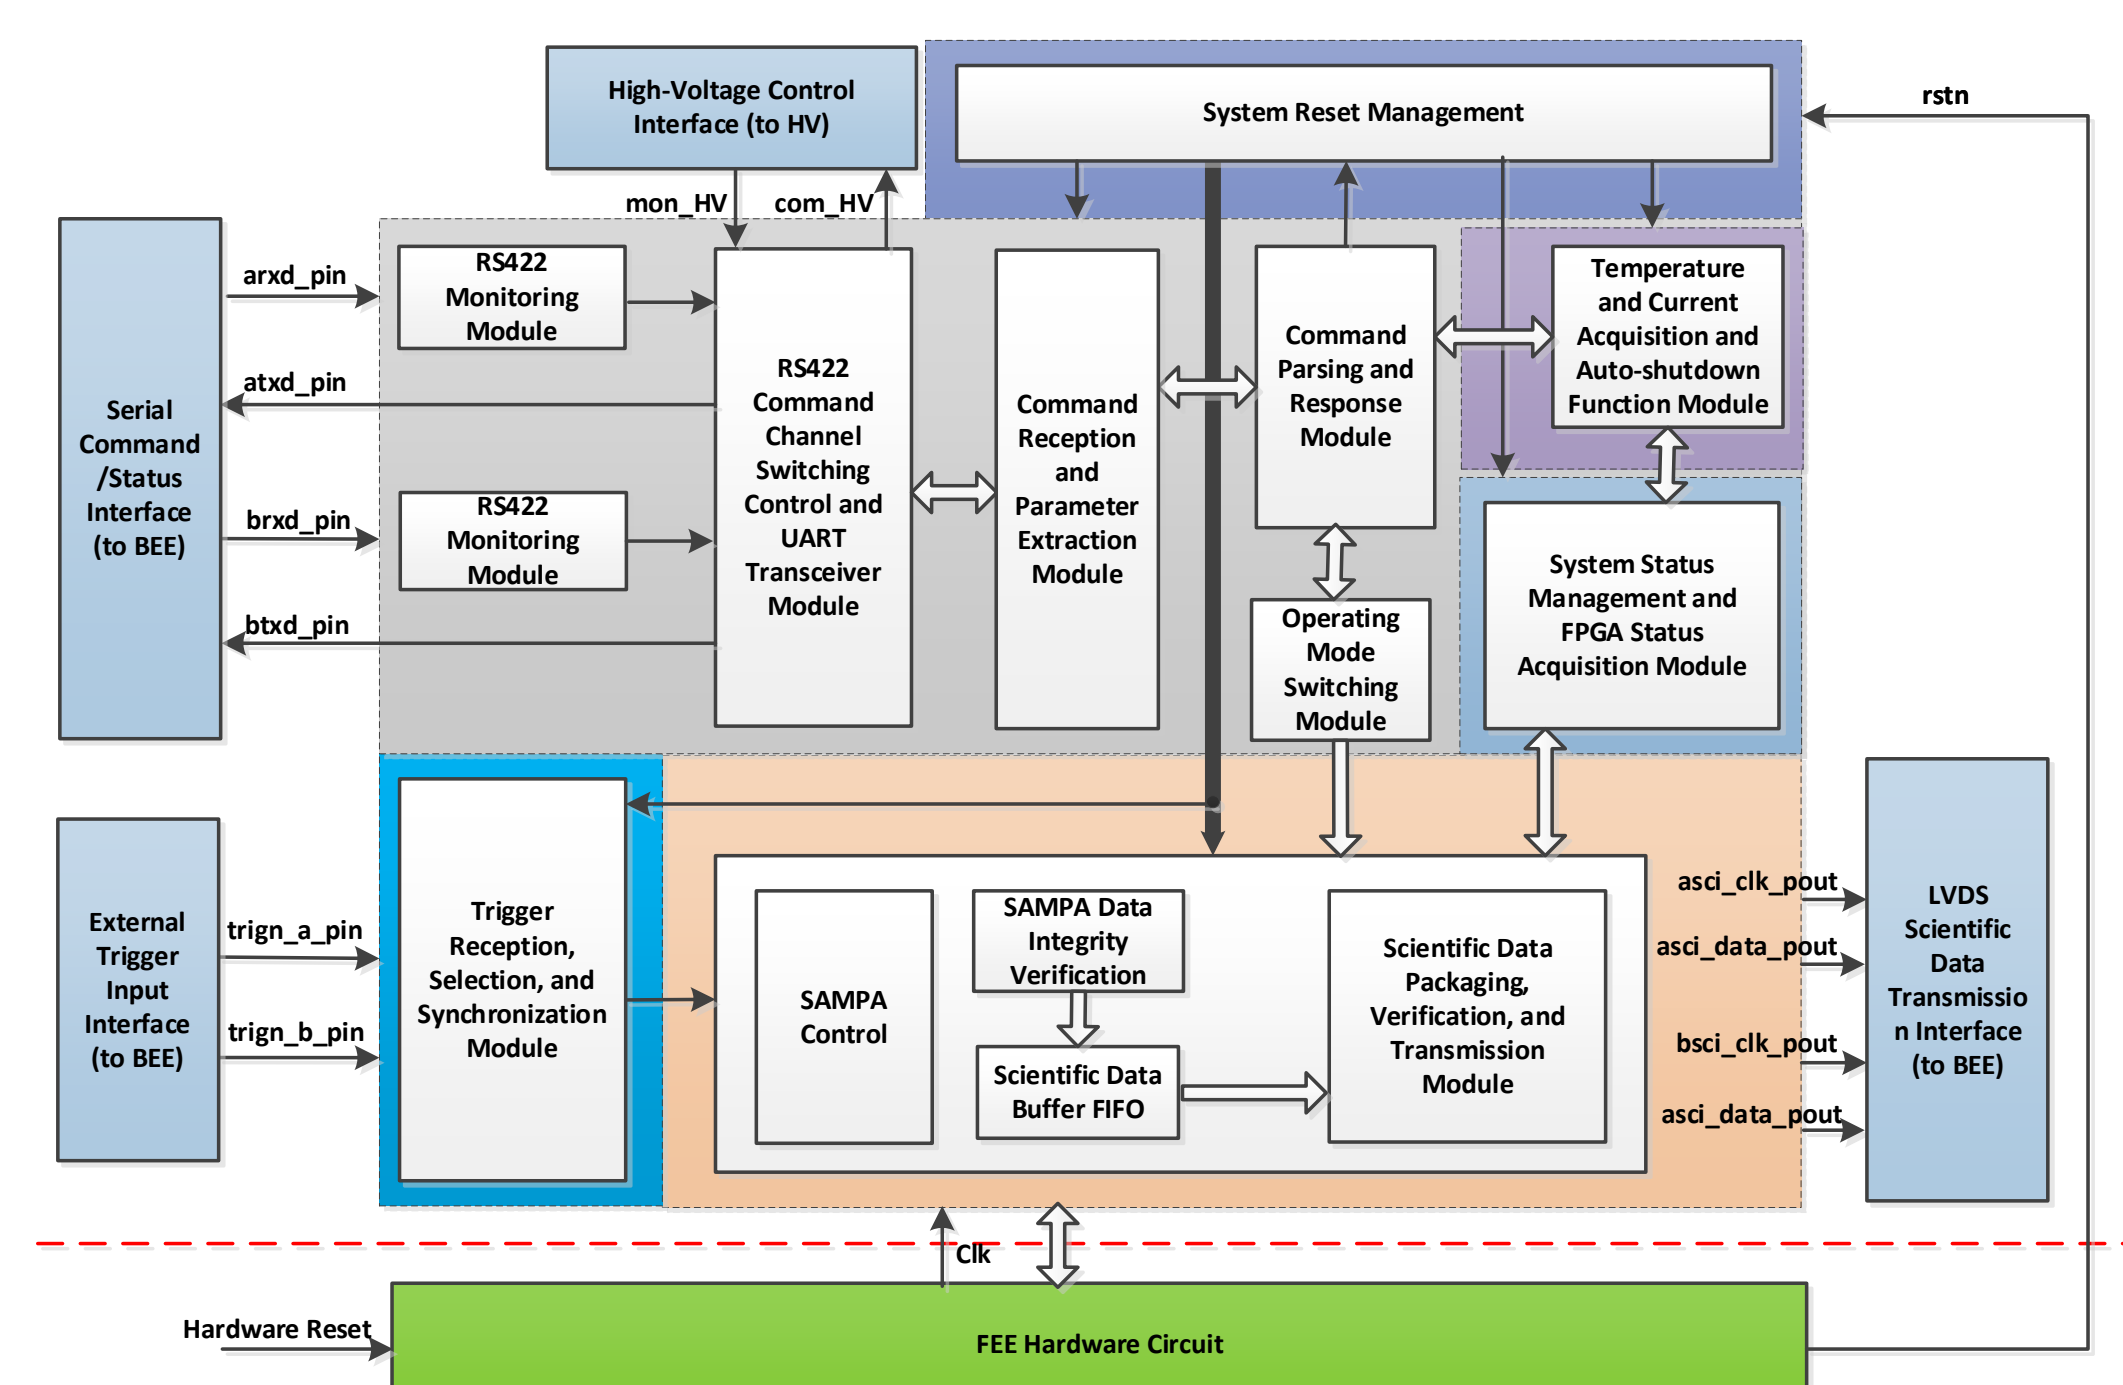 High-Voltage Control
Interface (to HV)
System Reset Management
rstn
mon_HV
com_HV
Serial
Command
/Status
Interface
(to BEE)
arxd_pin
atxd_pin
brxd_pin
btxd_pin
RS422
Monitoring
Module
RS422
Monitoring
Module
RS422
Command
Channel
Switching
Control and
UART
Transceiver
Module
Command
Reception
and
Parameter
Extraction
Module
Command
Parsing and
Response
Module
Temperature
and Current
Acquisition and
Auto-shutdown
Function Module
Operating
Mode
Switching
Module
System Status
Management and
FPGA Status
Acquisition Module
External
Trigger
Input
Interface
(to BEE)
trign_a_pin
trign_b_pin
Trigger
Reception,
Selection, and
Synchronization
Module
SAMPA
Control
SAMPA Data
Integrity
Verification
Scientific Data
Buffer FIFO
Scientific Data
Packaging,
Verification, and
Transmission
Module
asci_clk_pout
asci_data_pout
bsci_clk_pout
asci_data_pout
LVDS
Scientific
Data
Transmissio
n Interface
(to BEE)
Clk
Hardware Reset
FEE Hardware Circuit